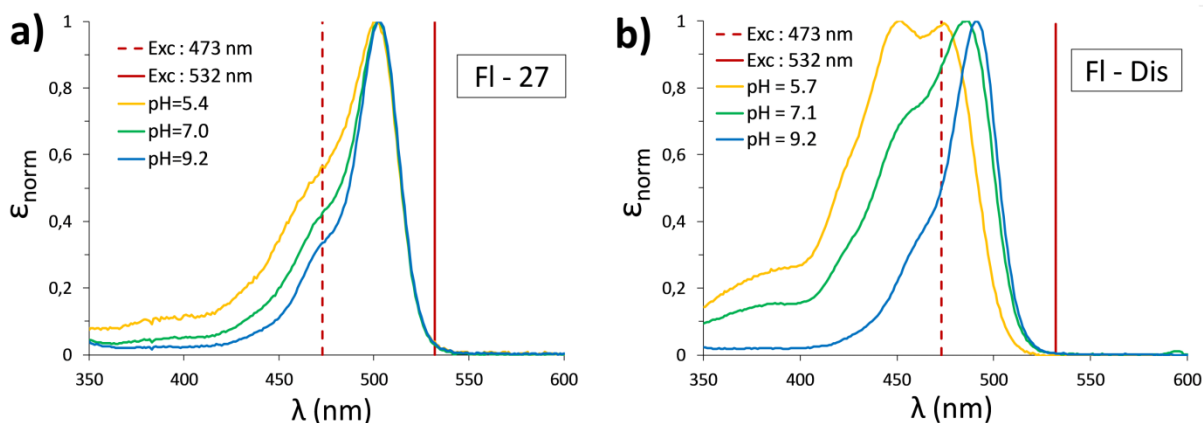 a)
Exc : 473 nm
Exc : 532 nm
pH=5.4
pH=7.0
pH=9.2
Fl - 27
1
0,8
0,6
0,4
0,2
0
εnorm
350 400 450 500 550 600
λ (nm)
b)
Exc : 473 nm
Exc : 532 nm
pH = 5.7
pH = 7.1
pH = 9.2
Fl - Dis
1
0,8
0,6
0,4
0,2
0
εnorm
350 400 450 500 550 600
λ (nm)